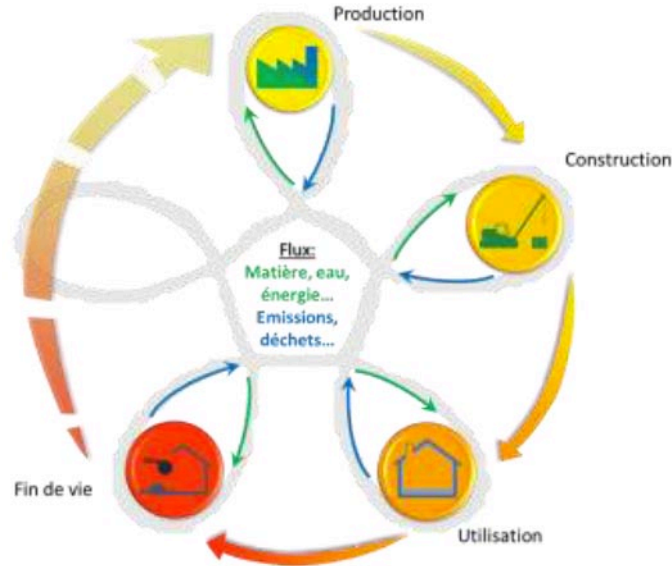 Production
Construction
Flux:
Matière, eau,
énergie...
Emissions,
déchets...
Fin de vie
Utilisation